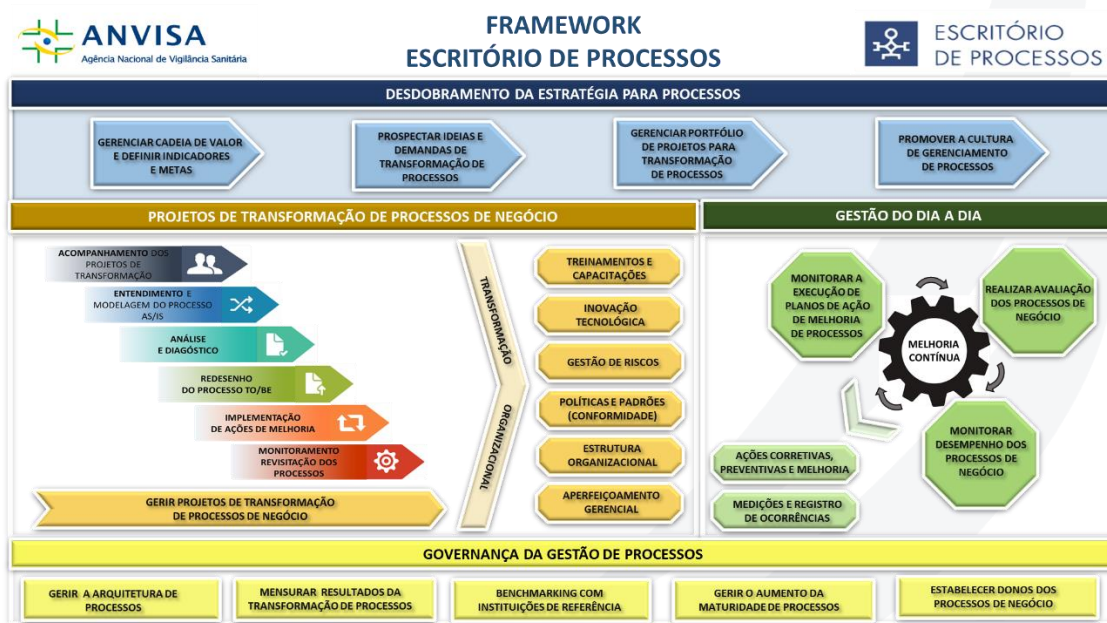 ANVISA
Agência Nacional de Vigilância Sanitária
FRAMEWORK
ESCRITÓRIO DE PROCESSOS
ESCRITÓRIO
DE PROCESSOS
DESDOBRAMENTO DA ESTRATÉGIA PARA PROCESSOS
GERENCIAR CADEIA DE VALOR
E DEFINIR INDICADORES
E METAS
PROSPECTAR IDEIAS E
DEMANDAS DE
TRANSFORMAÇÃO DE
PROCESSOS
GERENCIAR PORTFÓLIO
DE PROJETOS PARA
TRANSFORMAÇÃO
DE PROCESSOS
PROMOVER A CULTURA
DE GERENCIAMENTO
DE PROCESSOS
PROJETOS DE TRANSFORMAÇÃO DE PROCESSOS DE NEGÓCIO
ACOMPANHAMENTO DOS
PROJETOS DE
TRANSFORMAÇÃO
ENTENDIMENTO E
MODELAGEM DO PROCESSO
AS/IS
ANÁLISE
E DIAGÓSTICO
REDESENHO
DO PROCESSO TO/BE
IMPLEMENTAÇÃO
DE AÇÕES DE MELHORIA
MONITORAMENTO
REVISITAÇÃO DOS
PROCESSOS
GERIR PROJETOS DE TRANSFORMAÇÃO
DE PROCESSOS DE NEGÓCIO
TRANSFORMAÇÃO
ORGANIZACIONAL
TREINAMENTOS E
CAPACITAÇÕES
INOVAÇÃO
TECNOLÓGICA
GESTÃO DE RISCOS
POLÍTICAS E PADRÕES
(CONFORMIDADE)
ESTRUTURA
ORGANIZACIONAL
APERFEIÇOAMENTO
GERENCIAL
GESTÃO DO DIA A DIA
MONITORAR A
EXECUÇÃO DE
PLANOS DE AÇÃO
DE MELHORIA
DE PROCESSOS
REALIZAR AVALIAÇÃO
DOS PROCESSOS DE
NEGÓCIO
MELHORIA
CONTÍNUA
MONITORAR
DESEMPENHO DOS
PROCESSOS DE
NEGÓCIO
AÇÕES CORRETIVAS,
PREVENTIVAS E MELHORIA
MEDIÇÕES E REGISTRO
DE OCORRÊNCIAS
GOVERNANÇA DA GESTÃO DE PROCESSOS
GERIR A ARQUITETURA DE
PROCESSOS
MENSURAR RESULTADOS DA
TRANSFORMAÇÃO DE PROCESSOS
BENCHMARKING COM
INSTITUIÇÕES DE REFERÊNCIA
GERIR O AUMENTO DA
MATURIDADE DE PROCESSOS
ESTABELECER DONOS DOS
PROCESSOS DE NEGÓCIO